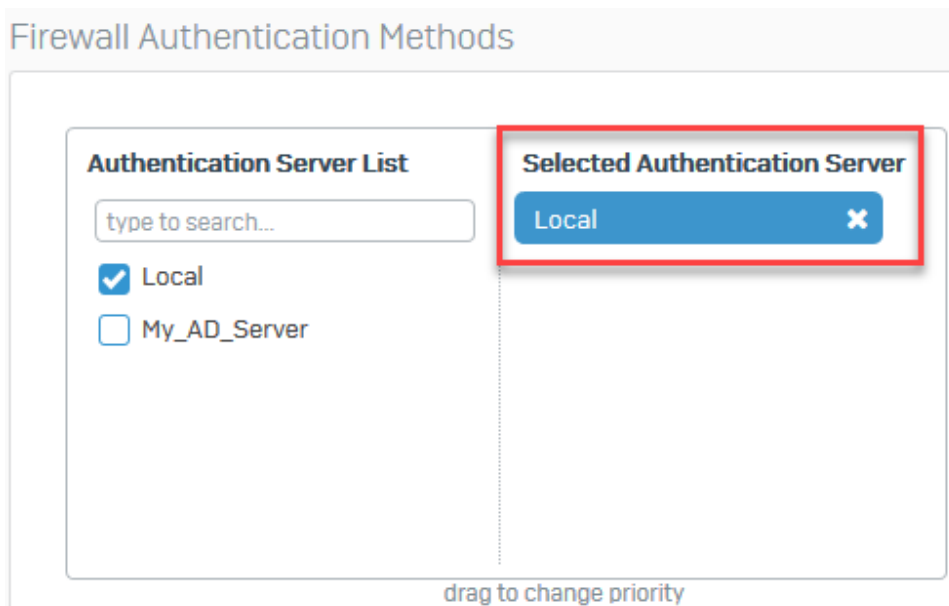 Firewall Authentication Methods
Authentication Server List
Selected Authentication Server
type to search...
Local
Local
My_AD_Server
drag to change priority